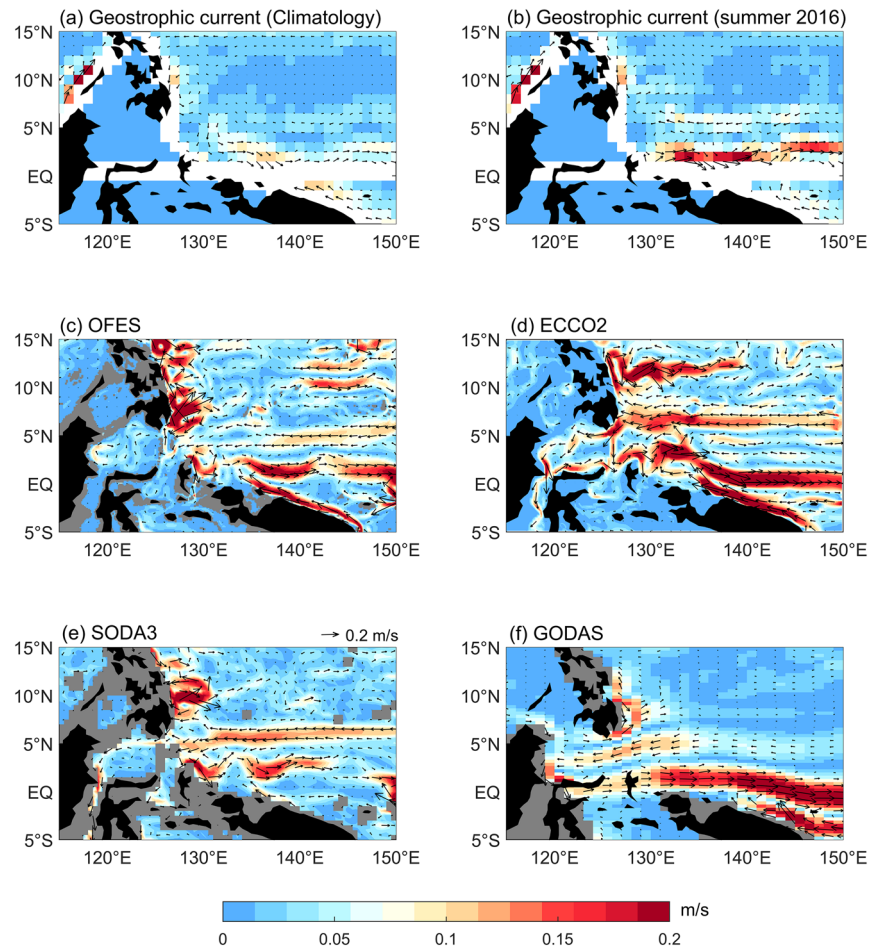 (a) Geostrophic current (Climatology)
15°N
10°N
5°N
EQ
5°S
120°E 130°E 140°E 150°E
(b) Geostrophic current (summer 2016)
15°N
10°N
5°N
EQ
5°S
120°E 130°E 140°E 150°E
(c) OFES
15°N
10°N
5°N
EQ
5°S
120°E 130°E 140°E 150°E
(d) ECCO2
15°N
10°N
5°N
EQ
5°S
120°E 130°E 140°E 150°E
(e) SODA3 0.2 m/s
15°N
10°N
5°N
EQ
5°S
120°E 130°E 140°E 150°E
(f) GODAS
15°N
10°N
5°N
EQ
5°S
120°E 130°E 140°E 150°E
m/s
0 0.05 0.1 0.15 0.2